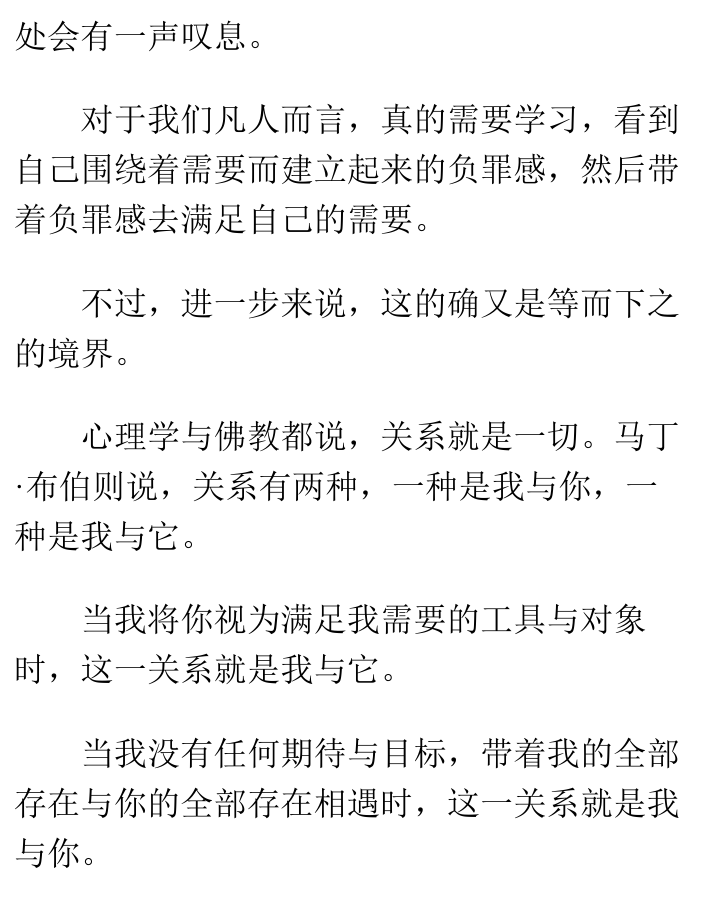 处会有一声叹息。
对于我们凡人而言，真的需要学习，看到
自己围绕着需要而建立起来的负罪感，然后带
着负罪感去满足自己的需要。
不过，进一步来说，这的确又是等而下之
的境界。
心理学与佛教都说，关系就是一切。马丁
·布伯则说，关系有两种，一种是我与你，一
种是我与它。
当我将你视为满足我需要的工具与对象
时，这一关系就是我与它。
当我没有任何期待与目标，带着我的全部
存在与你的全部存在相遇时，这一关系就是我
与你。